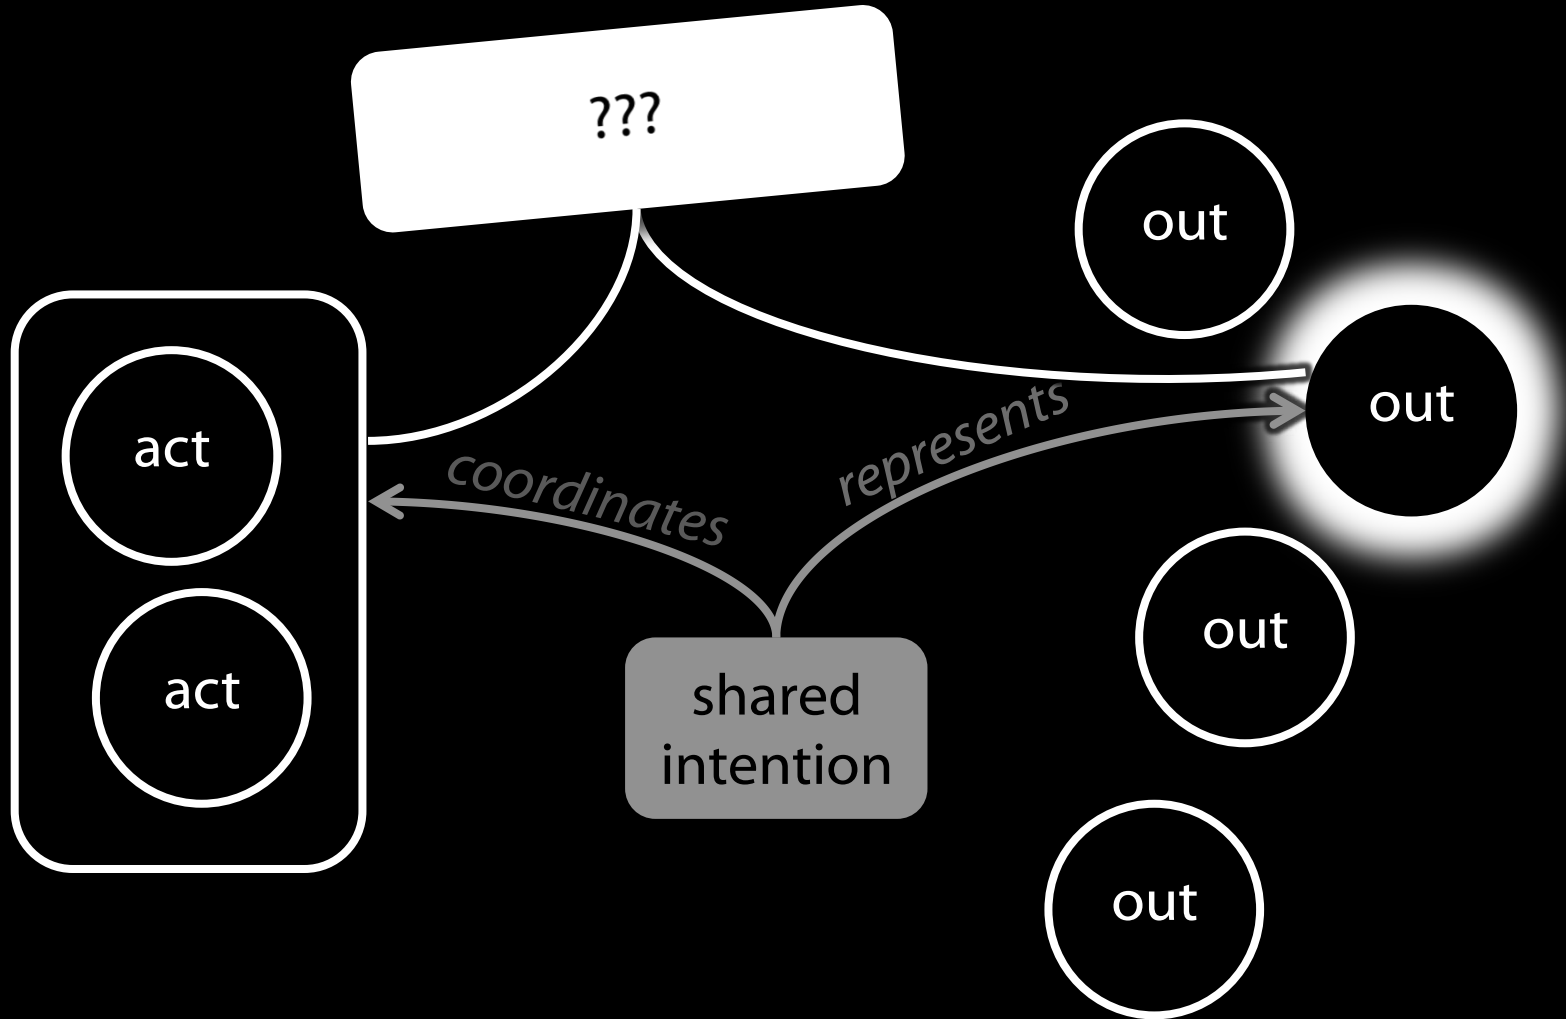 ???
out
out
act
coordinates
represents
out
act
shared
intention
out